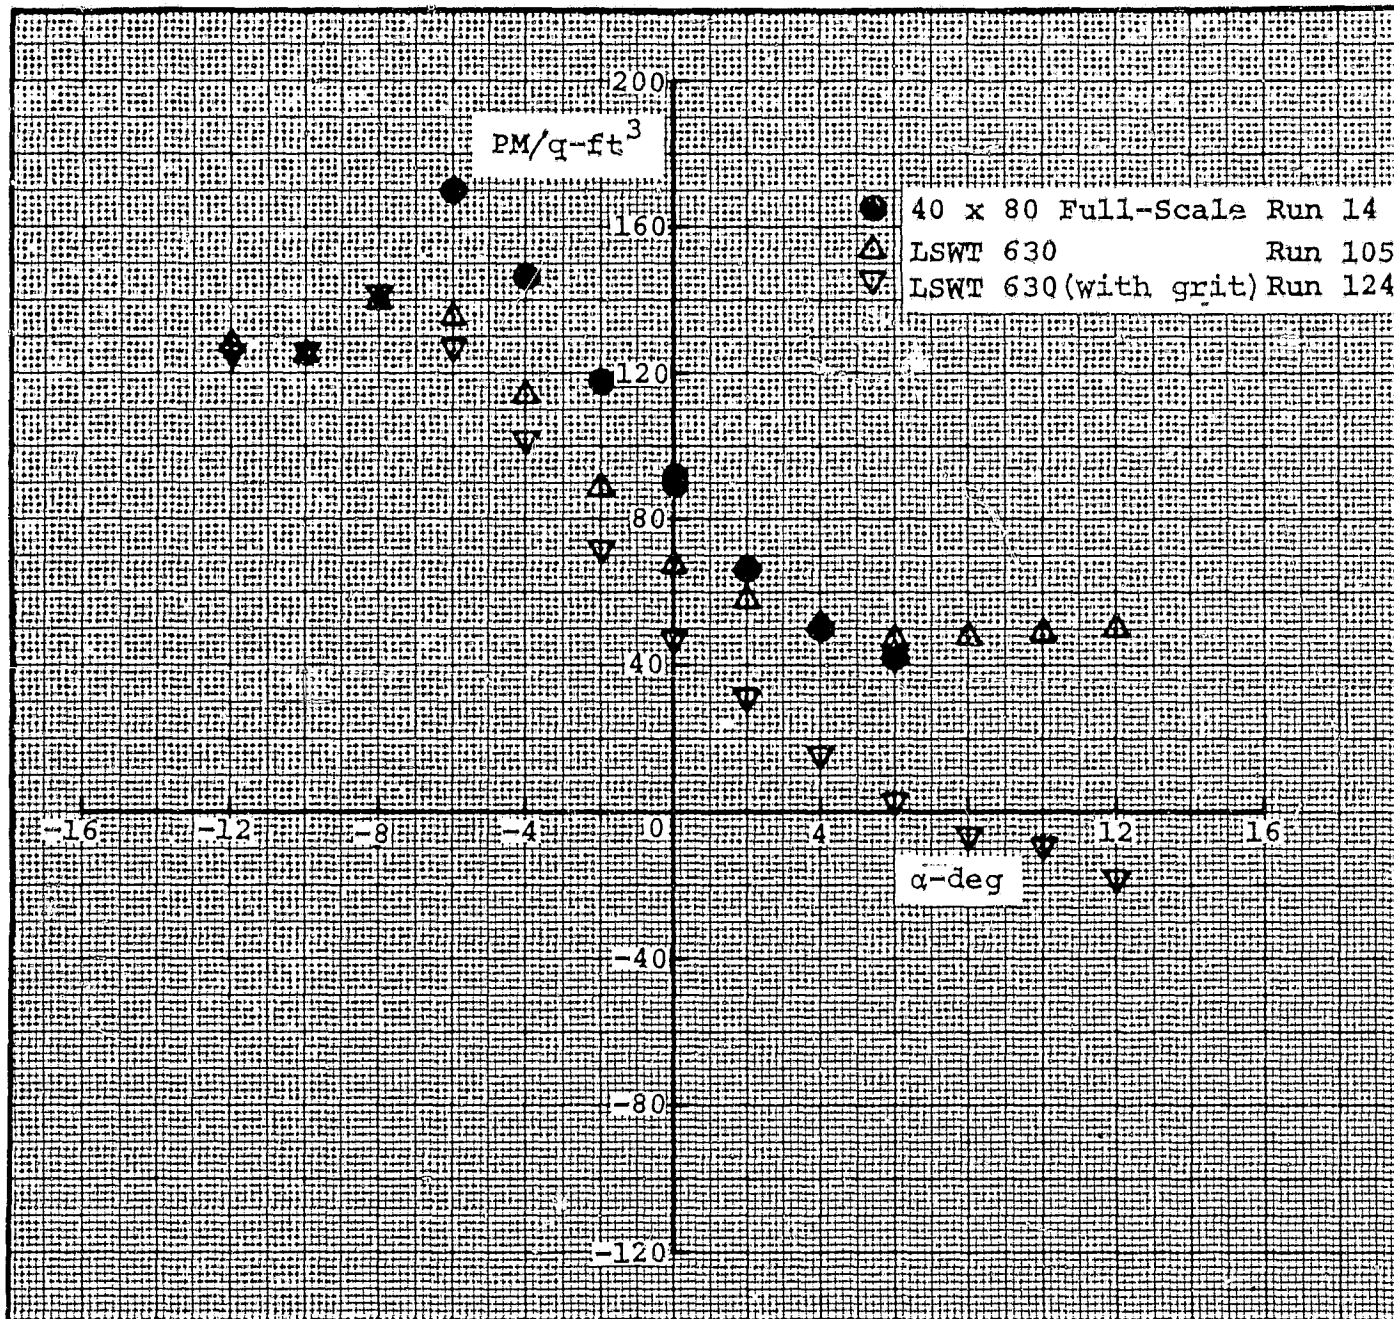 200
PM/q-ft³
40 x 80 Full-Scale Run 14
160
LSWT 630 Run 105
LSWT 630(with grit) Run 124
120
80
40
-16 -12 -8 -4 0 4 12 16
α-deg
-40
-80
-120